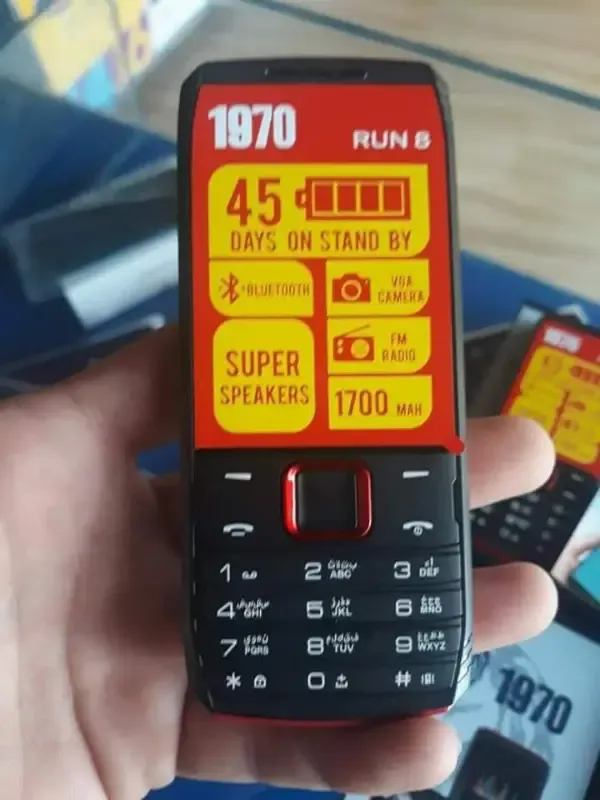 1970
RUN 8
45
DAYS ON STAND BY
BLUETOOTH
VGA
CAMERA
FM
RADIO
SUPER
SPEAKERS
1700 MAH
1
2 ABC
3 DEF
4 GHI
5 JKL
6 MNO
7 PQRS
8 TUV
9 WXYZ
* 0 #
1970
1970